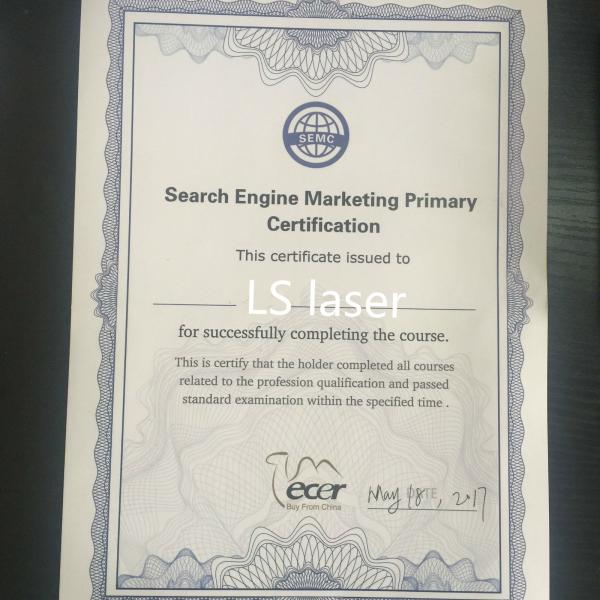 SEMC
Search Engine Marketing Primary
Certification
This certificate issued to
LS laser
for successfully completing the course.
This is certify that the holder completed all courses
related to the profession qualification and passed
standard examination within the specified time .
ecer
Buy From China
May 18, 2017